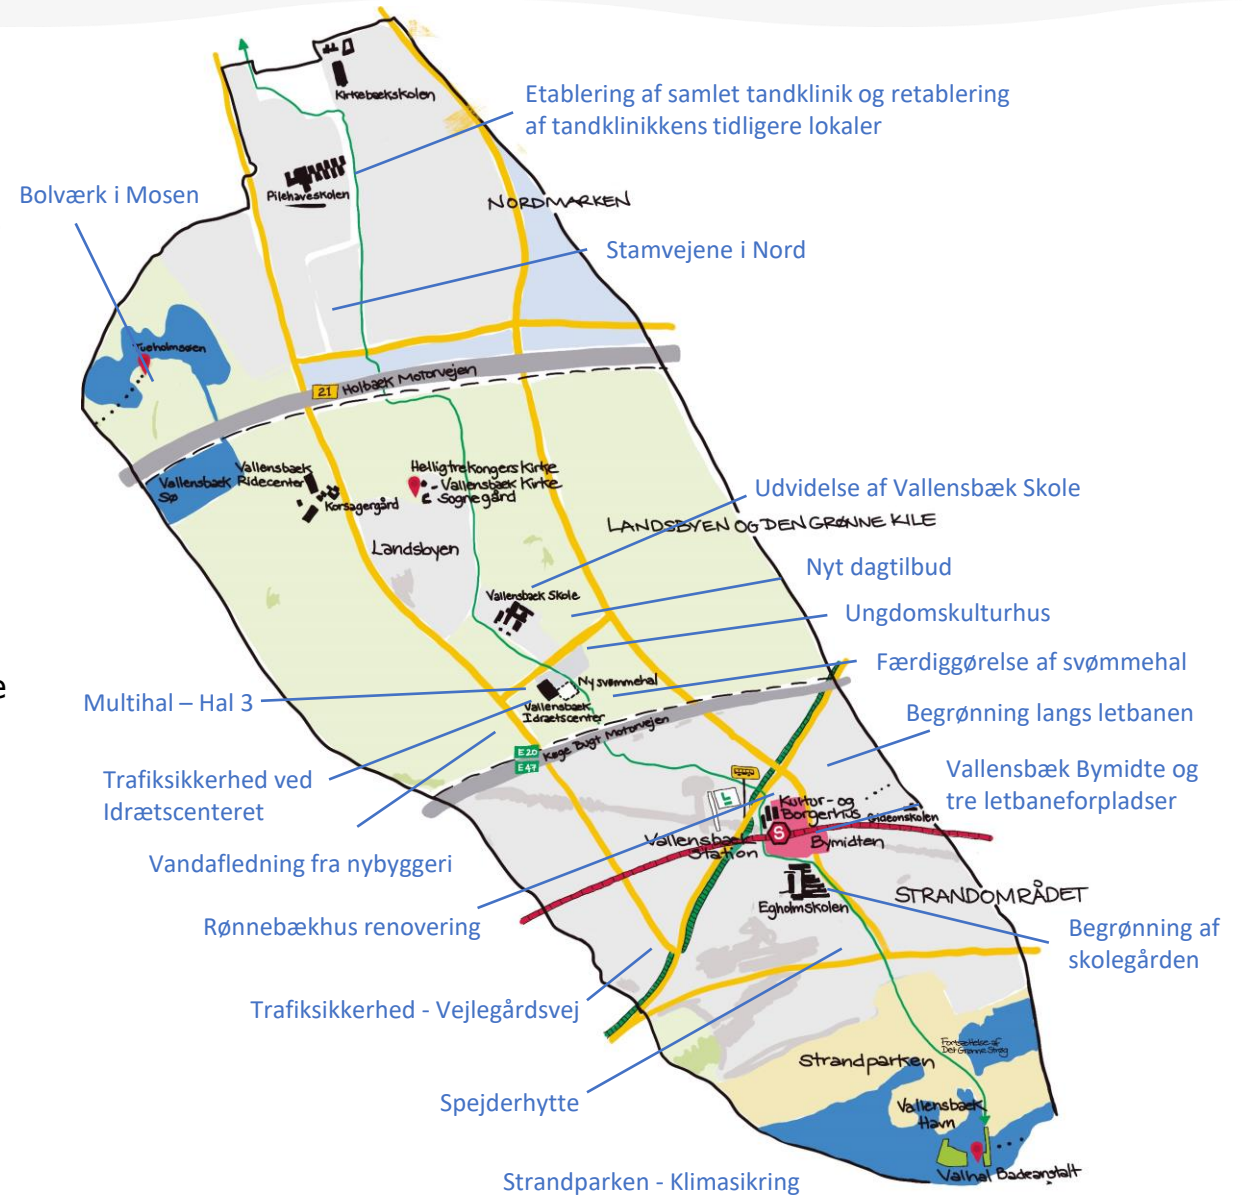 Kirkebækskolen
Etablering af samlet tandklinik og retablering
af tandklinikkens tidligere lokaler
Pilehaveskolen
Bolværk i Mosen
NORDMARKEN
Stamvejene i Nord
Tueholmsøen
21 Holbæk Motorvejen
Vallensbæk
Sø
Vallensbæk
Ridecenter
Korsagergård
Helligtrekongers Kirke
Vallensbæk Kirke
Sognegård
Udvidelse af Vallensbæk Skole
LANDSBYEN OG DEN GRØNNE KILE
Landsbyen
Nyt dagtilbud
Vallensbæk Skole
Ungdomskulturhus
Færdiggørelse af svømmehal
e
Ny svømmehal
Multihal – Hal 3
Vallensbæk
Idrætscenter
Begrønning langs letbanen
Køge Bugt Motorvejen
E20
E47
Trafiksikkerhed ved
Idrætscenteret
Vallensbæk Bymidte og
tre letbaneforpladser
Kultur- og
Borgerhus
Gideonskolen
Vallensbæk
Station
S
Bymidten
Vandafledning fra nybyggeri
Egholmskolen
STRANDOMRÅDET
Rønnebækhus renovering
Begrønning af
skolegården
Trafiksikkerhed - Vejlegårdsvej
Fortsættelse af
Det Grønne Strøg
Strandparken
Spejderhytte
Vallensbæk
Havn
Valhal Badeanstalt
Strandparken - Klimasikring